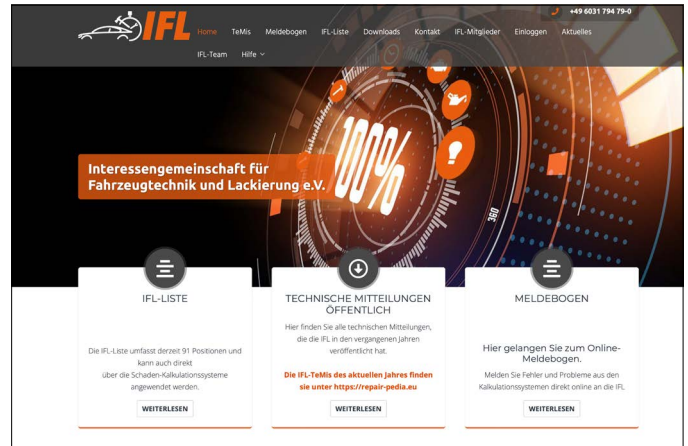 +49 6031 794 79-0
IFL
Home TeMis Meldebogen IFL-Liste Downloads Kontakt IFL-Mitglieder Einloggen Aktuelles
IFL-Team Hilfe
100%
360
Interessengemeinschaft für
Fahrzeugtechnik und Lackierung e.V.
IFL-LISTE
Die IFL-Liste umfasst derzeit 91 Positionen und
kann auch direkt
über die Schaden-Kalkulationssysteme
angewendet werden.
WEITERLESEN
TECHNISCHE MITTEILUNGEN
ÖFFENTLICH
Hier finden Sie alle technischen Mitteilungen,
die die IFL in den vergangenen Jahren
veröffentlicht hat.
Die IFL-TeMis des aktuellen Jahres finden
sie unter https://repair-pedia.eu
WEITERLESEN
MELDEBOGEN
Hier gelangen Sie zum Online-
Meldebogen.
Melden Sie Fehler und Probleme aus den
Kalkulationssystemen direkt online an die IFL
WEITERLESEN